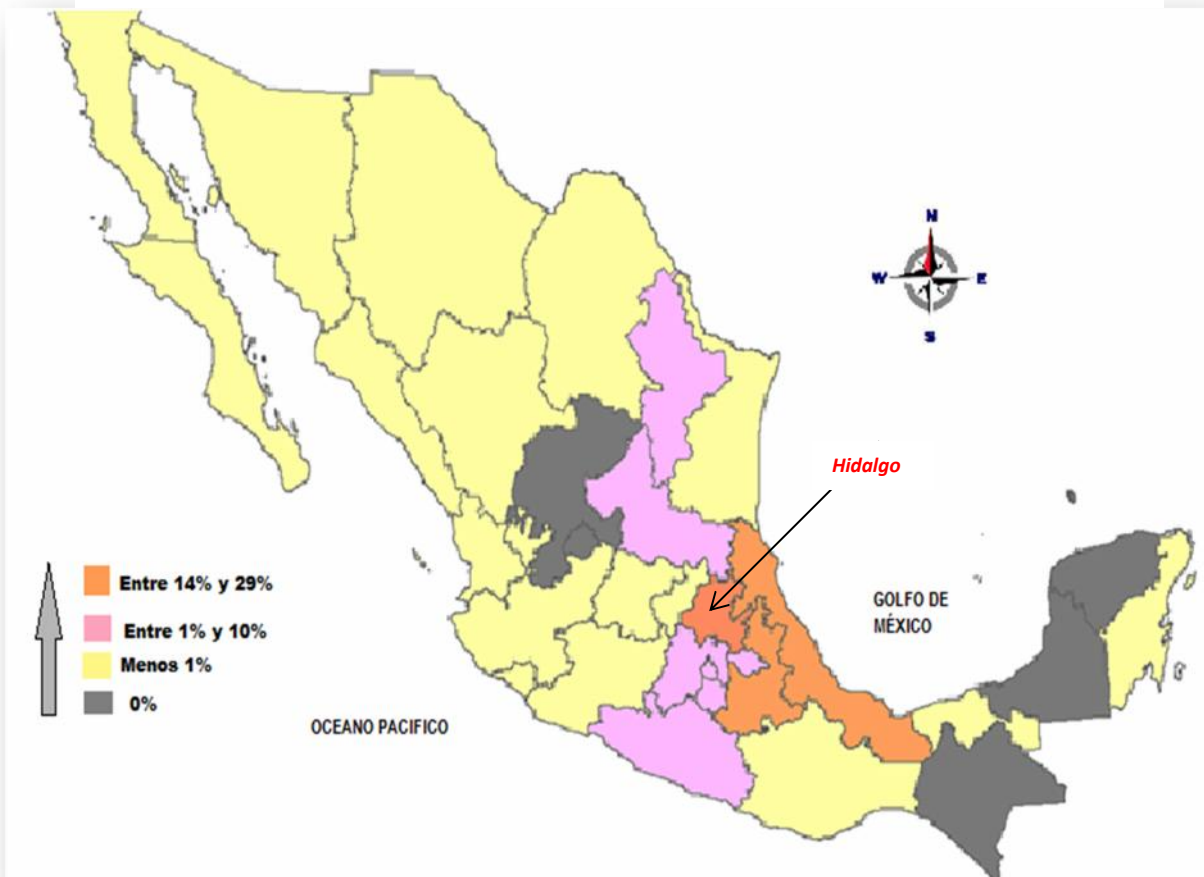 N
W
E
S
Hidalgo
Entre 14% y 29%
Entre 1% y 10%
Menos 1%
0%
GOLFO DE
MÉXICO
OCEANO PACIFICO